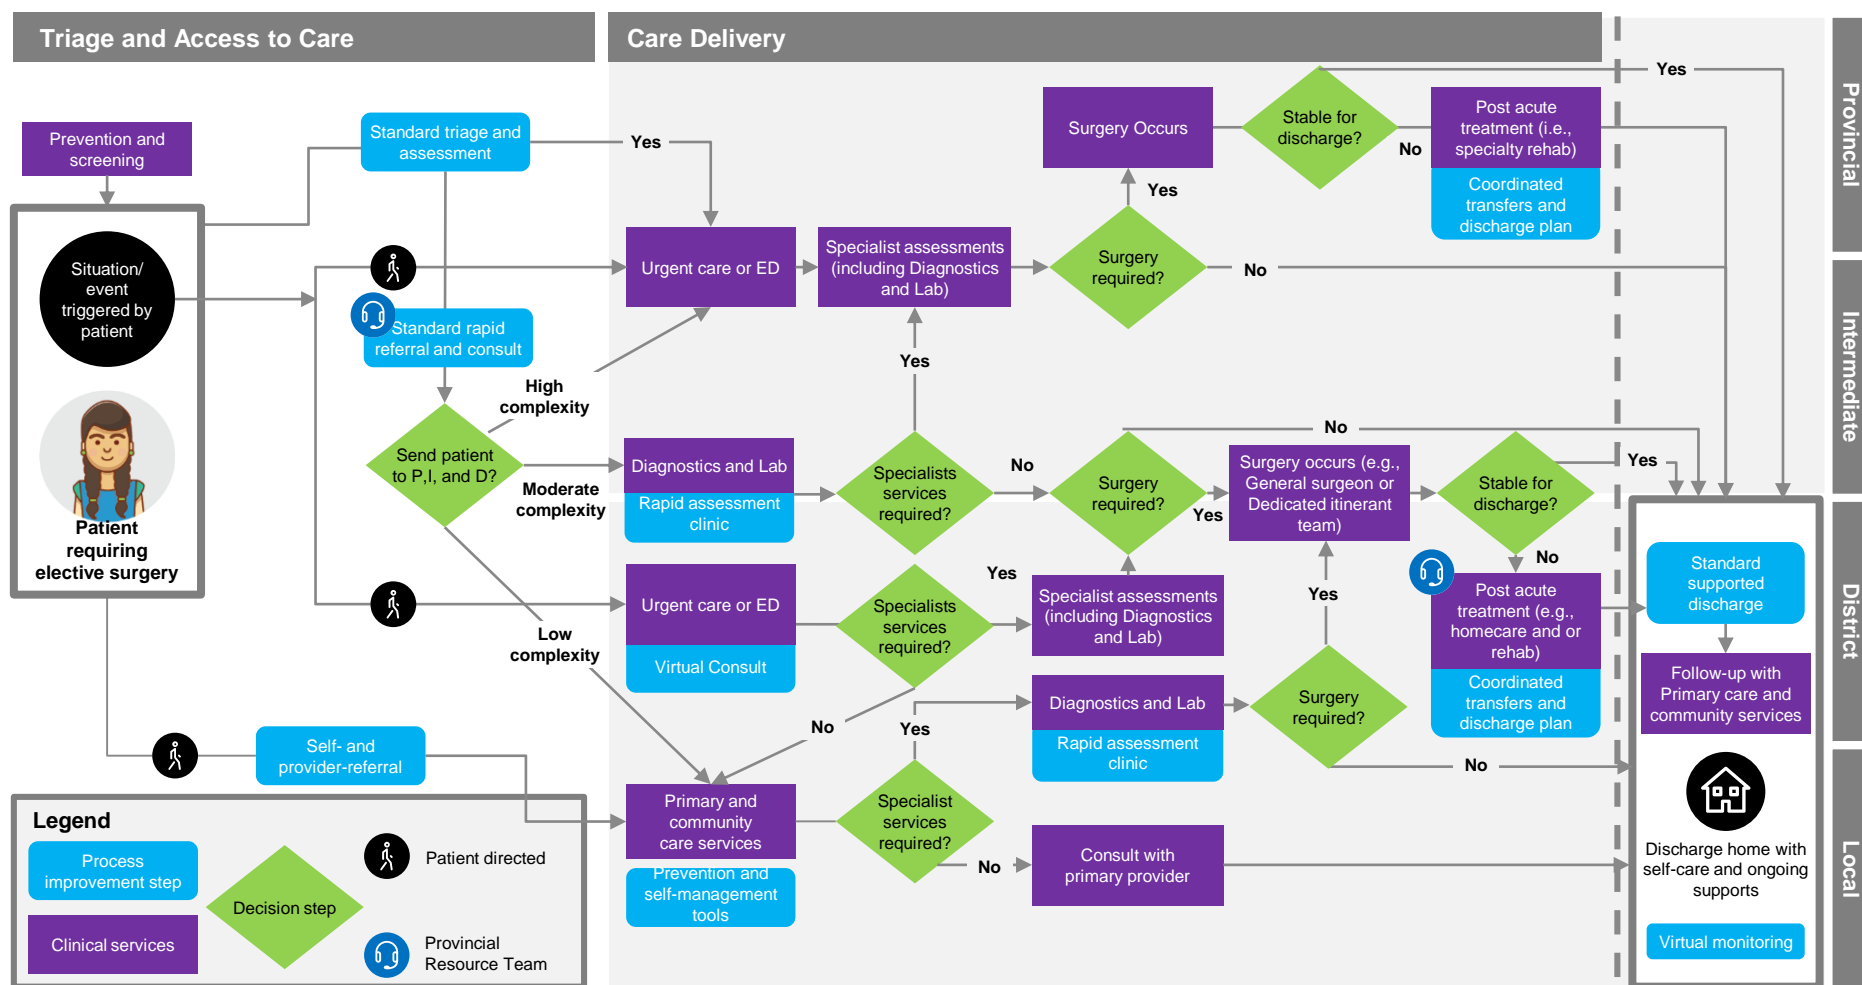 Triage and Access to Care
Care Delivery
Provincial
Intermediate
District
Local
Prevention and
screening
Situation/
event
triggered by
patient
Patient
requiring
elective surgery
Standard triage and
assessment
Yes
Standard rapid
referral and consult
High
complexity
Send patient
to P,I, and D?
Moderate
complexity
Low
complexity
Self- and
provider-referral
Urgent care or ED
Specialist assessments
(including Diagnostics
and Lab)
Surgery
required?
Yes
No
Surgery Occurs
Stable for
discharge?
Yes
No
Post acute
treatment (i.e.,
specialty rehab)
Coordinated
transfers and
discharge plan
Diagnostics and Lab
Rapid assessment
clinic
Specialists
services
required?
Yes
No
Surgery
required?
No
Yes
Surgery occurs (e.g.,
General surgeon or
Dedicated itinerant
team)
Stable for
discharge?
Yes
No
Post acute
treatment (e.g.,
homecare and or
rehab)
Coordinated
transfers and
discharge plan
Urgent care or ED
Virtual Consult
Specialists
services
required?
Yes
No
Specialist assessments
(including Diagnostics
and Lab)
Diagnostics and Lab
Rapid assessment
clinic
Surgery
required?
Yes
No
Primary and
community
care services
Prevention and
self-management
tools
Specialist
services
required?
Yes
No
Consult with
primary provider
Standard
supported
discharge
Follow-up with
Primary care and
community services
Discharge home with
self-care and ongoing
supports
Virtual monitoring
Legend
Process
improvement step
Clinical services
Decision step
Patient directed
Provincial
Resource Team